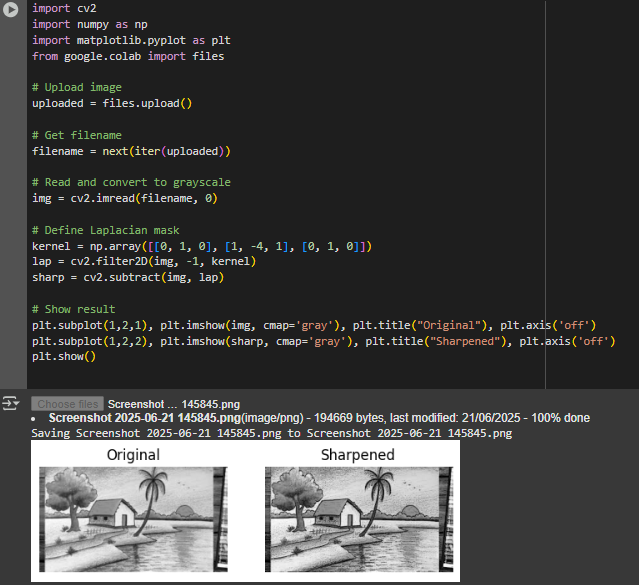 import cv2
import numpy as np
import matplotlib.pyplot as plt
from google.colab import files
# Upload image
uploaded = files.upload()
# Get filename
filename = next(iter(uploaded))
# Read and convert to grayscale
img = cv2.imread(filename, 0)
# Define Laplacian mask
kernel = np.array([[0, 1, 0], [1, -4, 1], [0, 1, 0]])
lap = cv2.filter2D(img, -1, kernel)
sharp = cv2.subtract(img, lap)
# Show result
plt.subplot(1,2,1), plt.imshow(img, cmap='gray'), plt.title("Original"), plt.axis('off')
plt.subplot(1,2,2), plt.imshow(sharp, cmap='gray'), plt.title("Sharpened"), plt.axis('off')
plt.show()
Choose files Screenshot ... 145845.png
• Screenshot 2025-06-21 145845.png(image/png) - 194669 bytes, last modified: 21/06/2025 - 100% done
Saving Screenshot 2025-06-21 145845.png to Screenshot 2025-06-21 145845.png
Original Sharpened